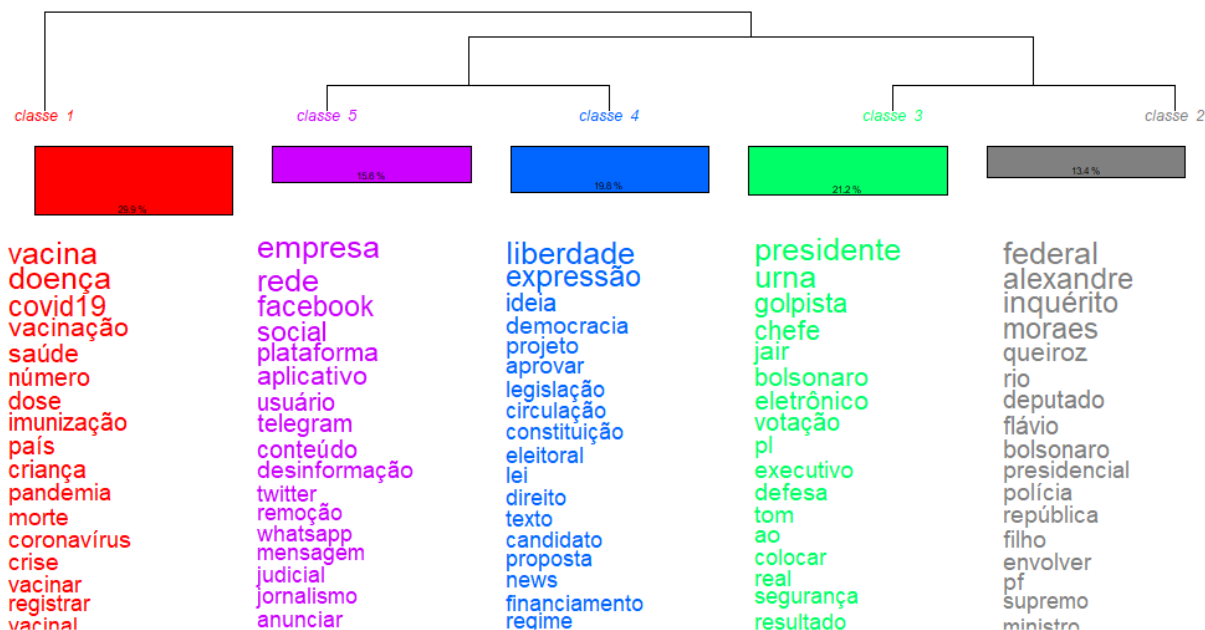 classe 1
classe 5
classe 4
classe 3
classe 2
29.9 %
15.6 %
19.8 %
21.2 %
13.4 %
vacina
doença
covid19
vacinação
saúde
número
dose
imunização
país
criança
pandemia
morte
coronavírus
crise
vacinar
registrar
vacinal
empresa
rede
facebook
social
plataforma
aplicativo
usuário
telegram
conteúdo
desinformação
twitter
remoção
whatsapp
mensagem
judicial
jornalismo
anunciar
liberdade
expressão
ideia
democracia
projeto
aprovar
legislação
circulação
constituição
eleitoral
lei
direito
texto
candidato
proposta
news
financiamento
regime
presidente
urna
golpista
chefe
jair
bolsonaro
eletrônico
votação
pl
executivo
defesa
tom
ao
colocar
real
segurança
resultado
federal
alexandre
inquérito
moraes
queiroz
rio
deputado
flávio
bolsonaro
presidencial
polícia
república
filho
envolver
pf
supremo
ministro